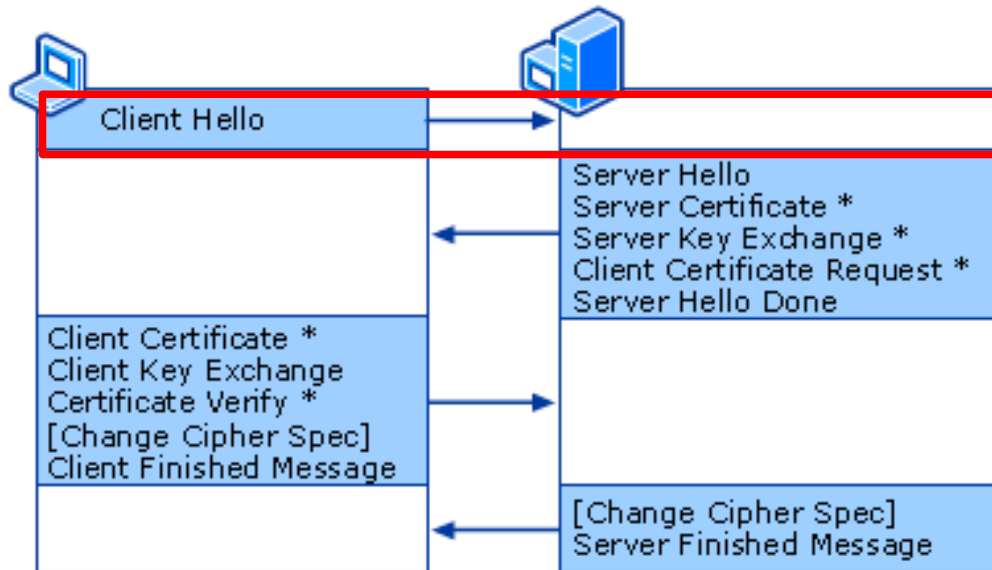 Client Hello
Server Hello
Server Certificate *
Server Key Exchange *
Client Certificate Request *
Server Hello Done
Client Certificate *
Client Key Exchange
Certificate Verify *
[Change Cipher Spec]
Client Finished Message
[Change Cipher Spec]
Server Finished Message